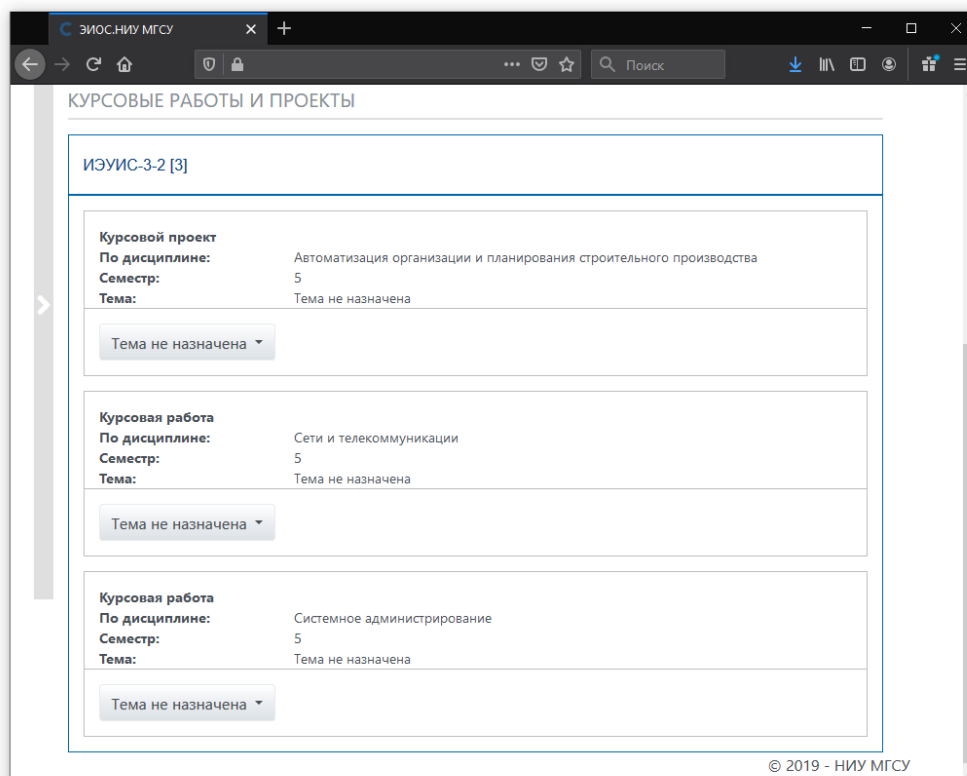 ЭИОС.НИУ МГСУ
Поиск
КУРСОВЫЕ РАБОТЫ И ПРОЕКТЫ
ИЭУИС-3-2 [3]
Курсовой проект
По дисциплине: Автоматизация организации и планирования строительного производства
Семестр: 5
Тема: Тема не назначена
Тема не назначена
Курсовая работа
По дисциплине: Сети и телекоммуникации
Семестр: 5
Тема: Тема не назначена
Тема не назначена
Курсовая работа
По дисциплине: Системное администрирование
Семестр: 5
Тема: Тема не назначена
Тема не назначена
© 2019 - НИУ МГСУ